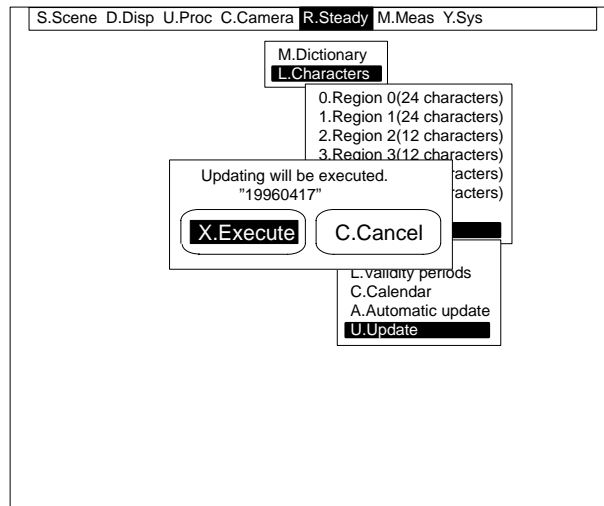 S.Scene D.Disp U.Proc C.Camera R.Steady M.Meas Y.Sys
M.Dictionary
L.Characters
0.Region 0(24 characters)
1.Region 1(24 characters)
2.Region 2(12 characters)
3.Region 3(12 characters)
racters)
racters)
Updating will be executed.
"19960417"
X.Execute C.Cancel
L.Validity periods
C.Calendar
A.Automatic update
U.Update